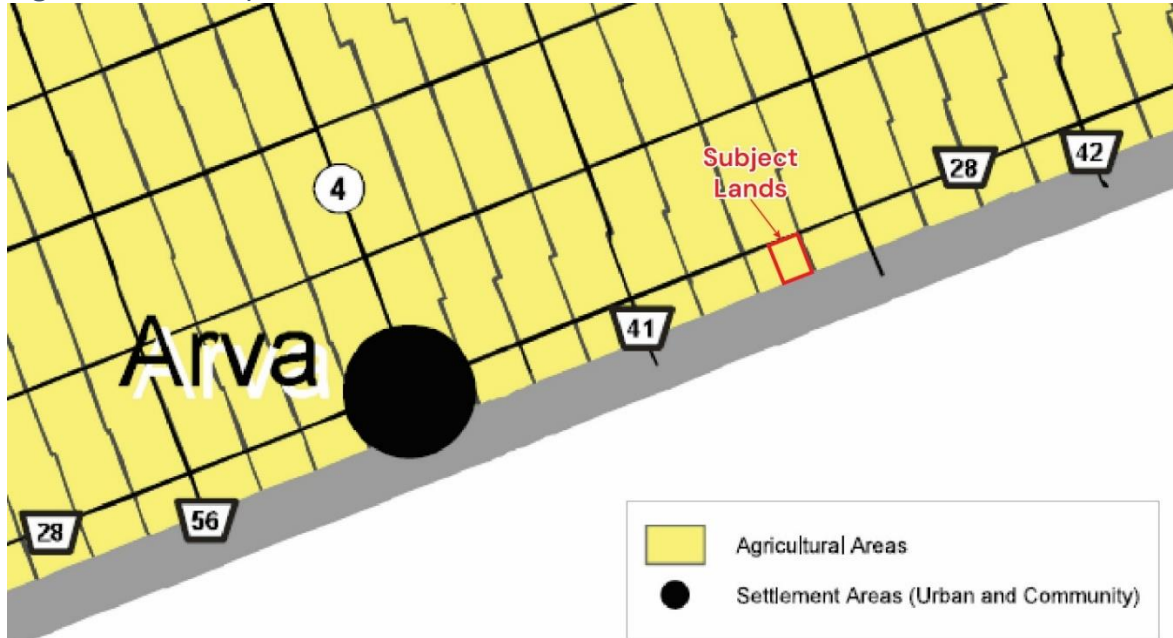 Subject
Lands
42
28
4
41
Arva
28
56
Agricultural Areas
Settlement Areas (Urban and Community)